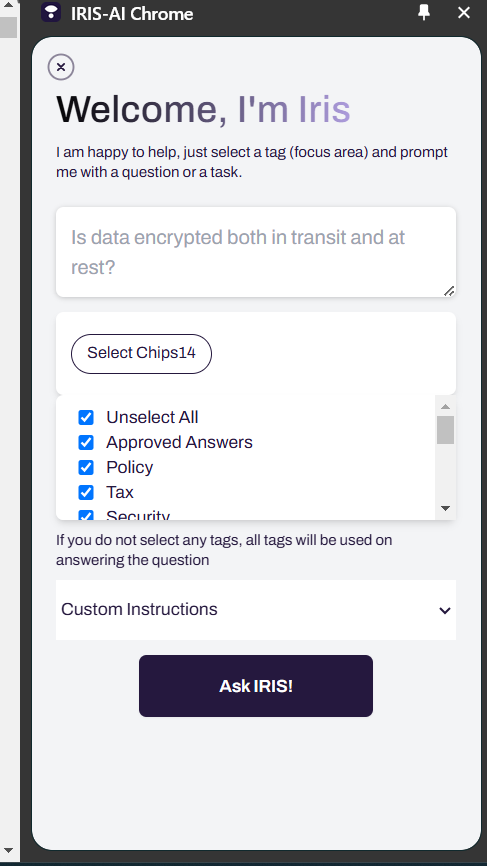 IRIS-AI Chrome
Welcome, I'm Iris
I am happy to help, just select a tag (focus area) and prompt
me with a question or a task.
Is data encrypted both in transit and at
rest?
Select Chips14
Unselect All
Approved Answers
Policy
Tax
Security
If you do not select any tags, all tags will be used on
answering the question
Custom Instructions
Ask IRIS!